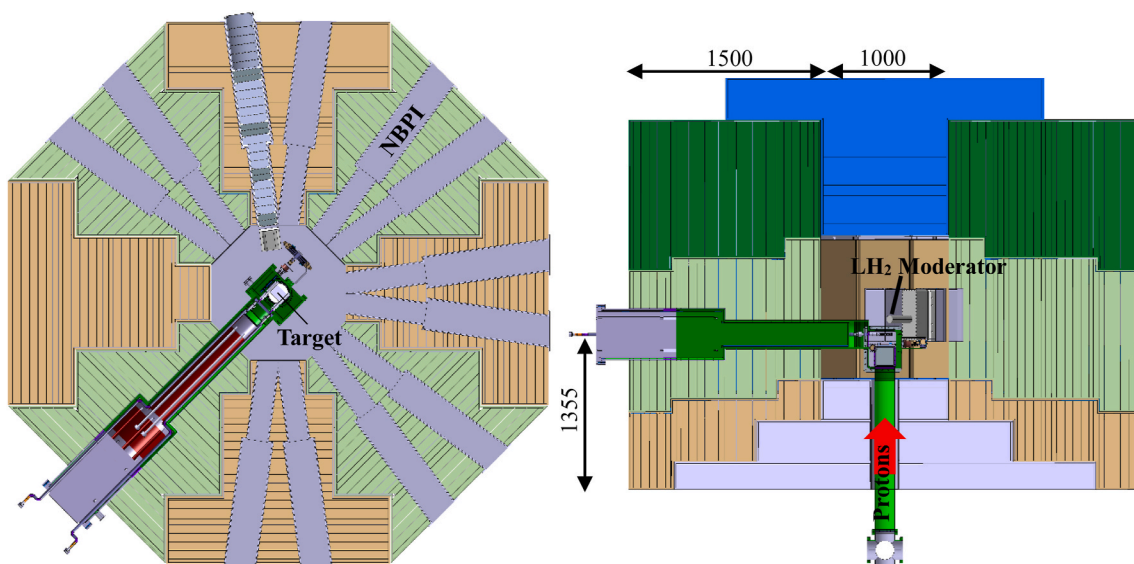 NBPI
Target
1500
1000
LH₂ Moderator
1355
Protons